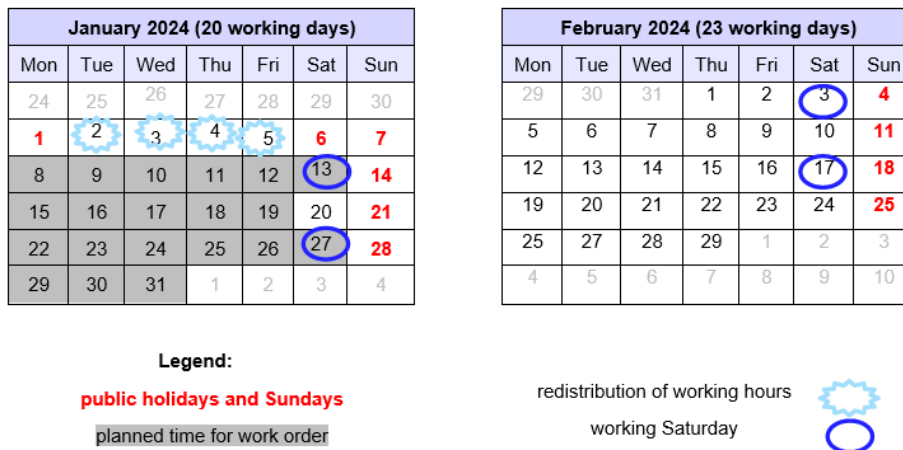 January 2024 (20 working days)
Mon Tue Wed Thu Fri Sat Sun
24 25 26 27 28 29 30
1 2 3 4 5 6 7
8 9 10 11 12 13 14
15 16 17 18 19 20 21
22 23 24 25 26 27 28
29 30 31 1 2 3 4
February 2024 (23 working days)
Mon Tue Wed Thu Fri Sat Sun
29 30 31 1 2 3 4
5 6 7 8 9 10 11
12 13 14 15 16 17 18
19 20 21 22 23 24 25
25 27 28 29 1 2 3
4 5 6 7 8 9 10
Legend:
public holidays and Sundays
planned time for work order
redistribution of working hours
working Saturday